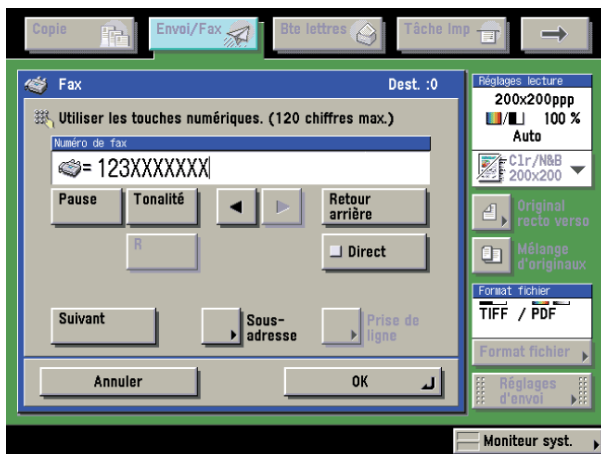 Copie
Envoi/Fax
Bte lettres
Tâche Imp
Fax
Dest. :0
Utiliser les touches numériques. (120 chiffres max.)
Numéro de fax
= 123XXXXXXX
Pause
Tonalité
Retour
arrière
R
Direct
Suivant
Sous-
adresse
Prise de
ligne
Annuler
OK
Réglages lecture
200x200ppp
/ 100 %
Auto
Clr/N&B
200x200
Original
recto verso
Mélange
d'originaux
Format fichier
TIFF / PDF
Format fichier
Réglages
d'envoi
Moniteur syst.